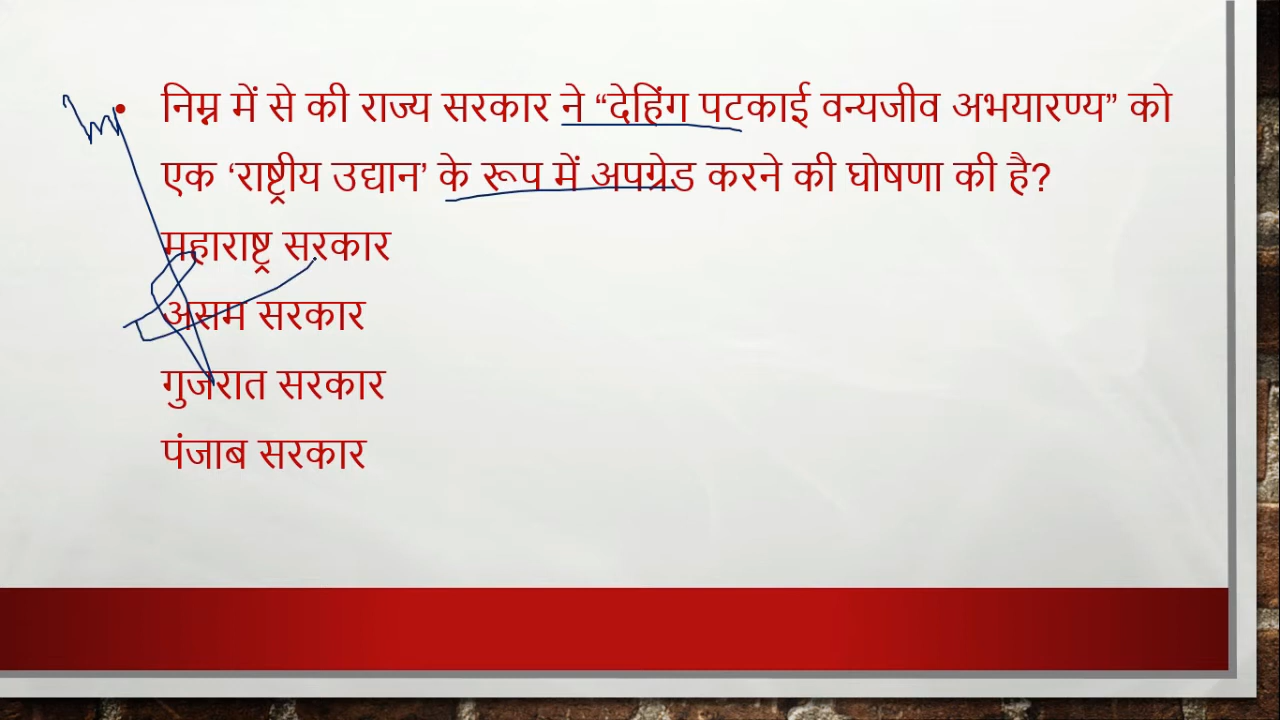 निम्न में से की राज्य सरकार ने “देहिंग पटकाई वन्यजीव अभयारण्य” को
एक ‘राष्ट्रीय उद्यान’ के रूप में अपग्रेड करने की घोषणा की है?
महाराष्ट्र सरकार
असम सरकार
गुजरात सरकार
पंजाब सरकार